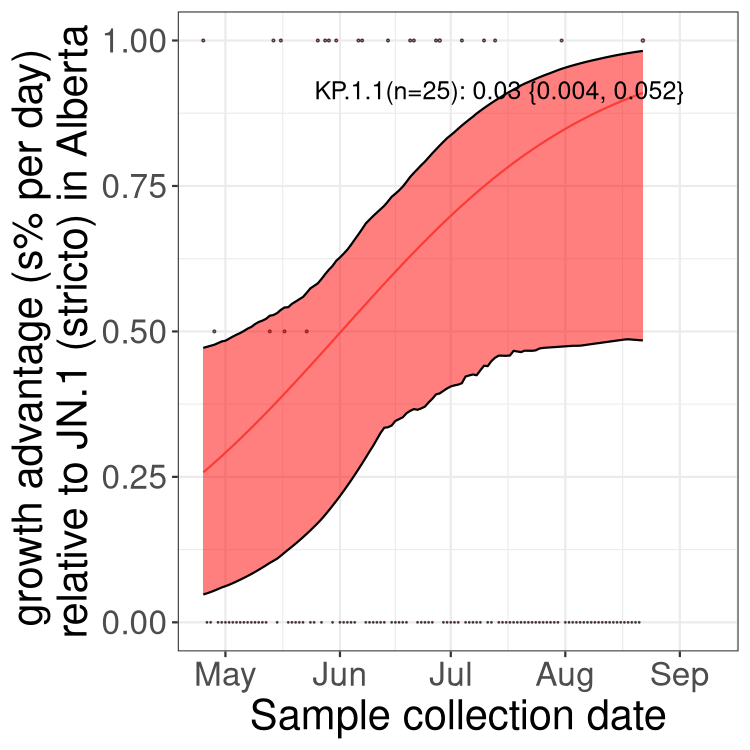 growth advantage (s% per day)
relative to JN.1 (stricto) in Alberta
1.00
0.75
0.50
0.25
0.00
KP.1.1(n=25): 0.03 {0.004, 0.052}
May Jun Jul Aug Sep
Sample collection date